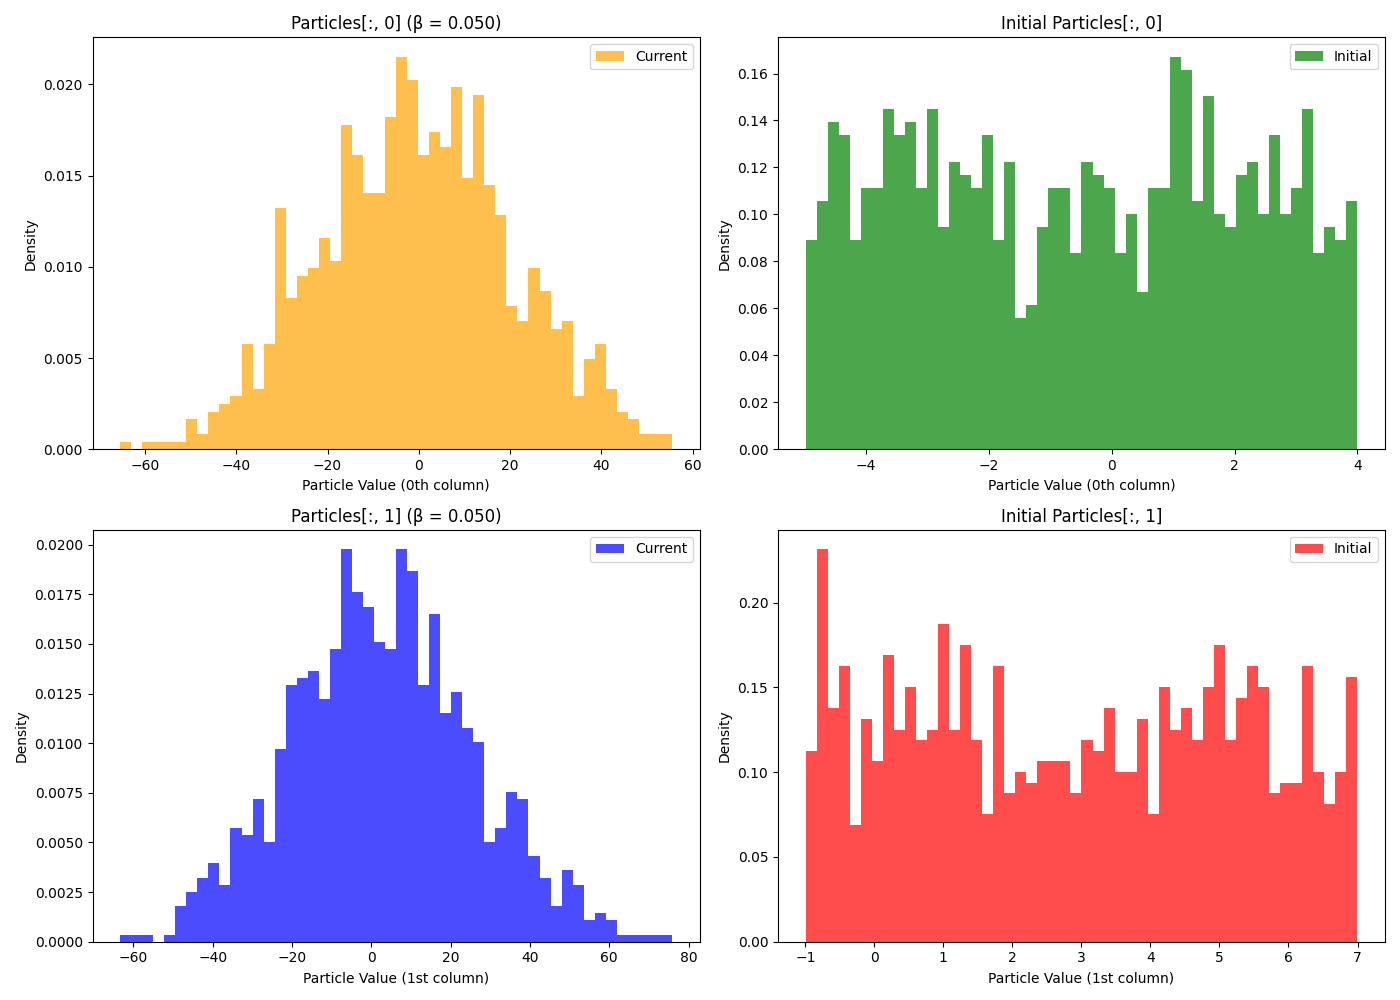 Particles[:, 0] (β = 0.050)
Current
0.020
0.015
0.010
0.005
0.000
Density
−60 −40 −20 0 20 40 60
Particle Value (0th column)
Initial Particles[:, 0]
Initial
0.16
0.14
0.12
0.10
0.08
0.06
0.04
0.02
0.00
Density
−4 −2 0 2 4
Particle Value (0th column)
Particles[:, 1] (β = 0.050)
Current
0.0200
0.0175
0.0150
0.0125
0.0100
0.0075
0.0050
0.0025
0.0000
Density
−60 −40 −20 0 20 40 60 80
Particle Value (1st column)
Initial Particles[:, 1]
Initial
0.20
0.15
0.10
0.05
0.00
Density
−1 0 1 2 3 4 5 6 7
Particle Value (1st column)